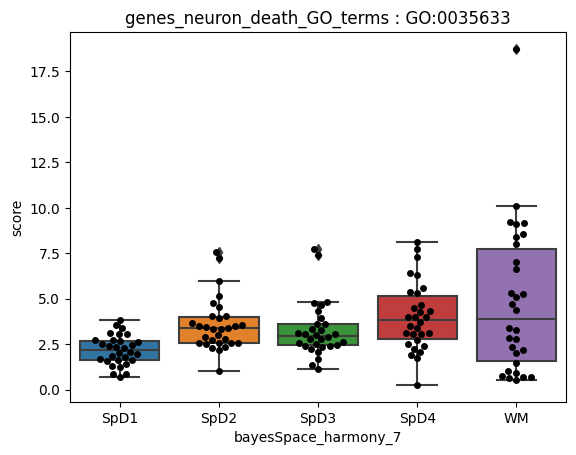 genes_neuron_death_GO_terms : GO:0035633
score
17.5
15.0
12.5
10.0
7.5
5.0
2.5
0.0
SpD1 SpD2 SpD3 SpD4 WM
bayesSpace_harmony_7